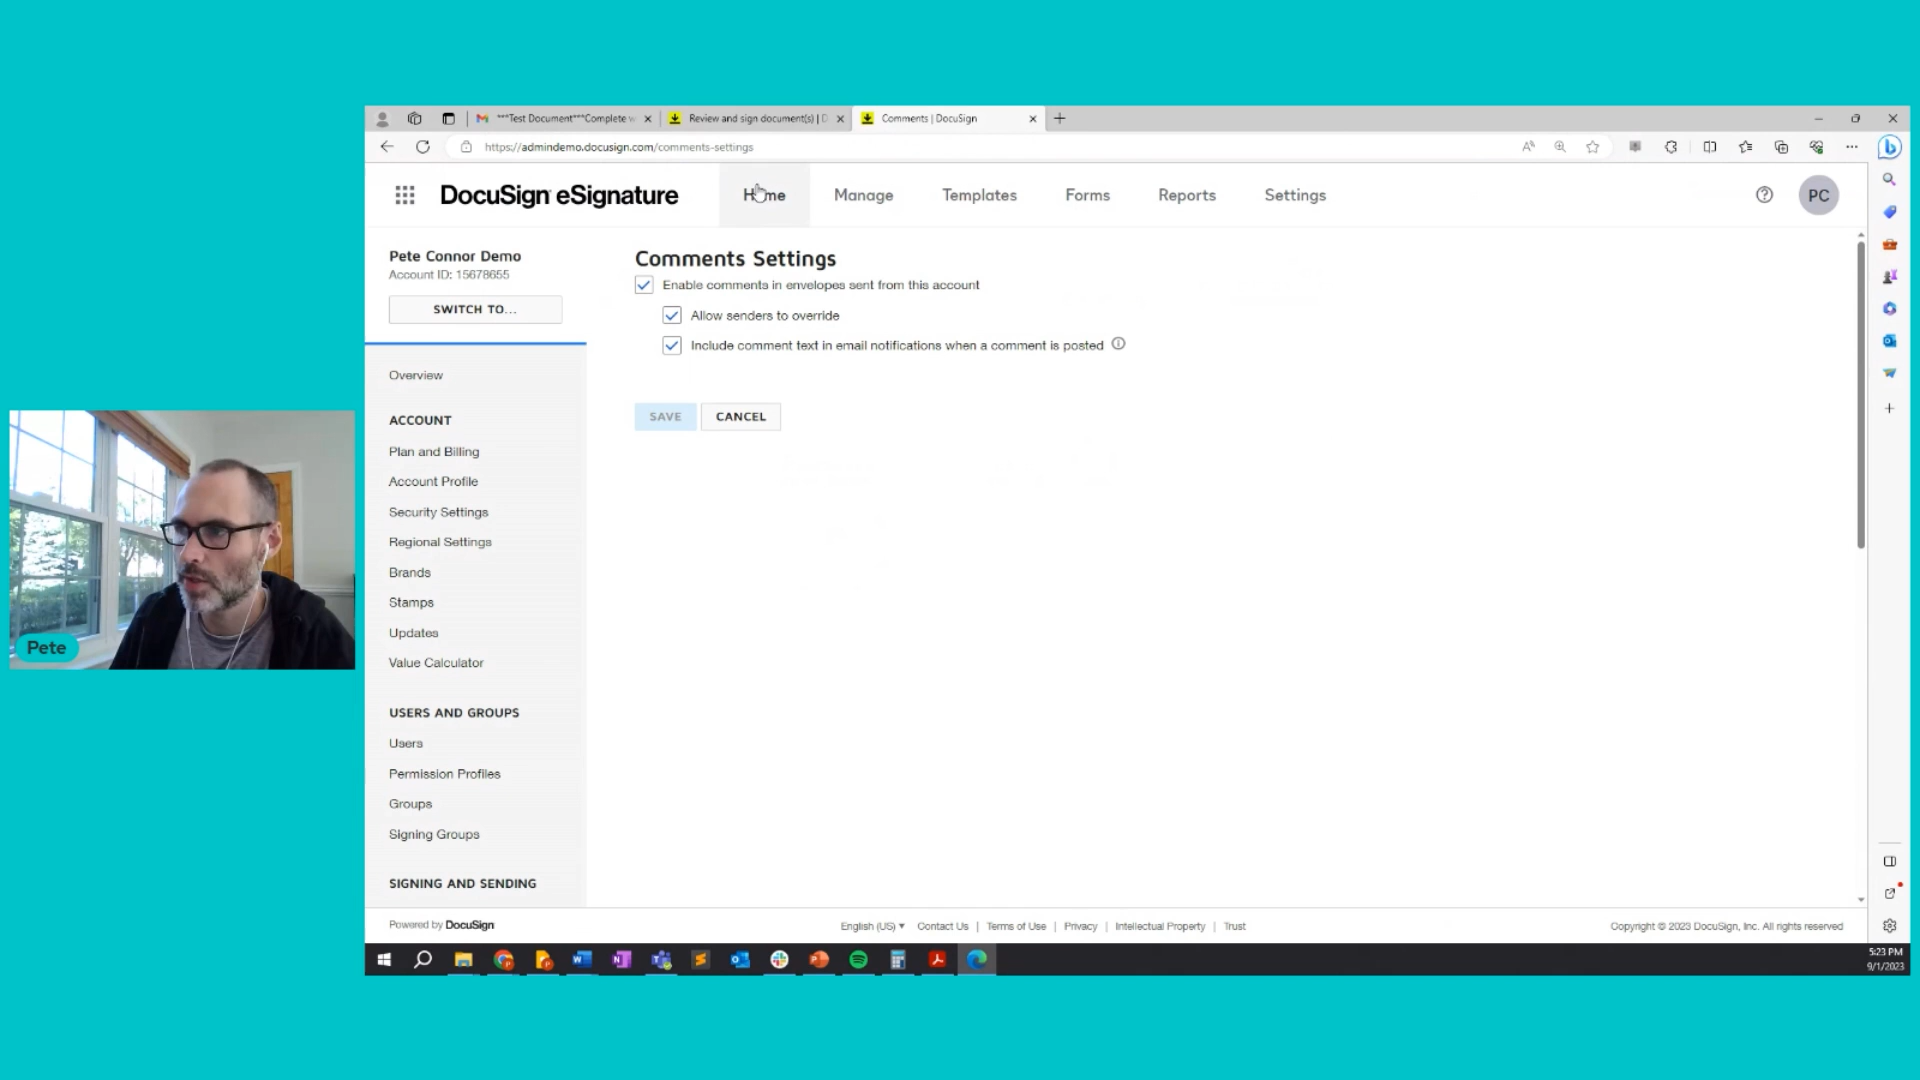 ***Test Document***Complete w
Review and sign document(s) | D
Comments | DocuSign
https://admindemo.docusign.com/comments-settings
DocuSign eSignature
Home
Manage
Templates
Forms
Reports
Settings
PC
Pete Connor Demo
Account ID: 15678655
SWITCH TO...
Overview
ACCOUNT
Plan and Billing
Account Profile
Security Settings
Regional Settings
Brands
Stamps
Updates
Value Calculator
USERS AND GROUPS
Users
Permission Profiles
Groups
Signing Groups
SIGNING AND SENDING
Comments Settings
Enable comments in envelopes sent from this account
Allow senders to override
Include comment text in email notifications when a comment is posted
SAVE
CANCEL
Pete
Powered by DocuSign
English (US) ▾ Contact Us | Terms of Use | Privacy | Intellectual Property | Trust
Copyright © 2023 DocuSign, Inc. All rights reserved
5:23 PM
9/1/2023